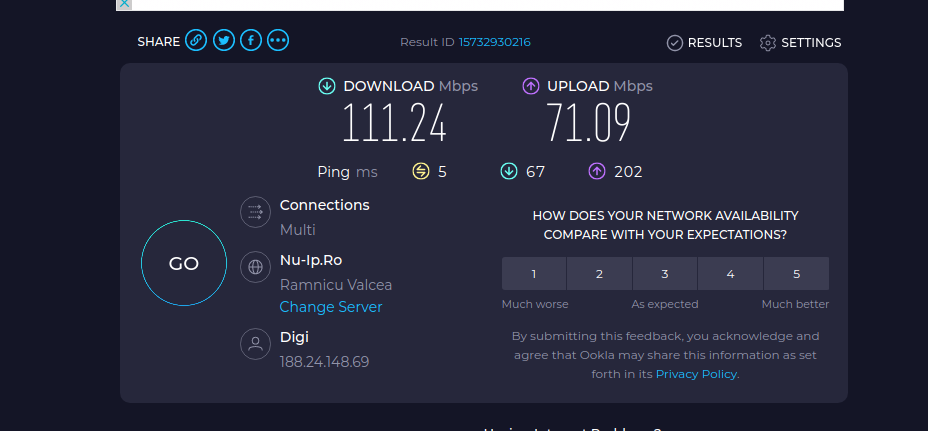 SHARE
Result ID 15732930216
RESULTS
SETTINGS
DOWNLOAD Mbps
111.24
UPLOAD Mbps
71.09
Ping ms
5
67
202
GO
Connections
Multi
Nu-Ip.Ro
Ramnicu Valcea
Change Server
Digi
188.24.148.69
HOW DOES YOUR NETWORK AVAILABILITY
COMPARE WITH YOUR EXPECTATIONS?
1 2 3 4 5
Much worse As expected Much better
By submitting this feedback, you acknowledge and
agree that Ookla may share this information as set
forth in its Privacy Policy.